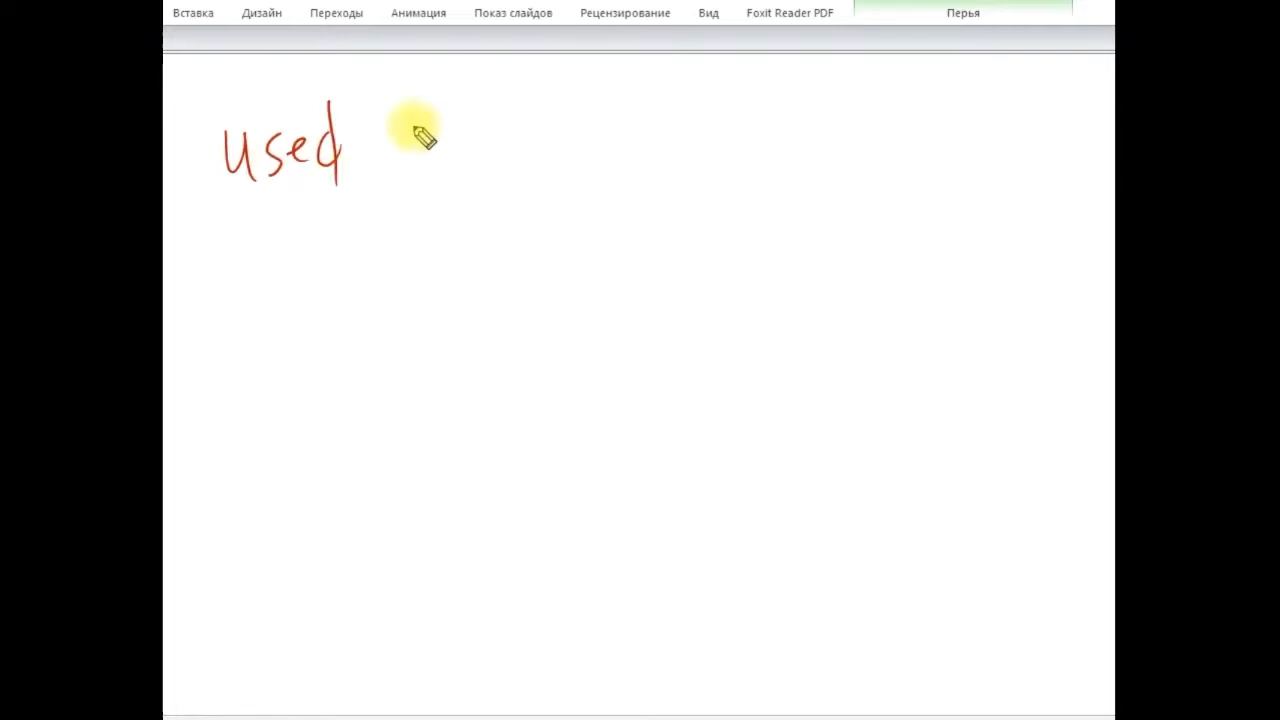 Вставка Дизайн Переходы Анимация Показ слайдов Рецензирование Вид Foxit Reader PDF Перья
used